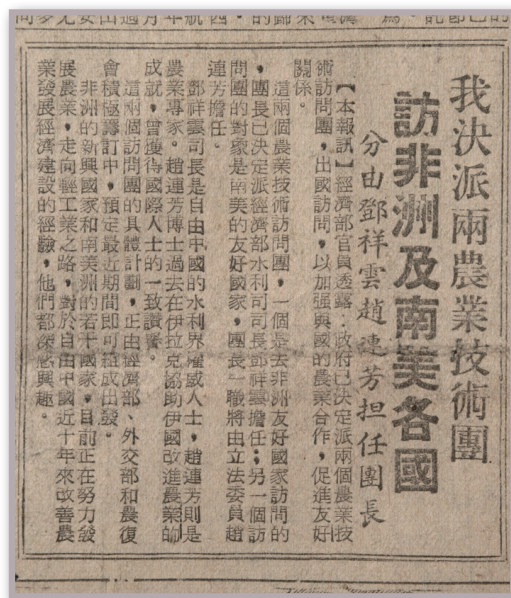 我決派兩農業技術團
訪非洲及南美各國
分由鄧祥雲趙連芳担任團長
【本報訊】經濟部官員透露：政府已決定派兩個農業技
術訪問團，出國訪問，以加强與國的農業合作，促進友好
關係。
這兩個農業技術訪問團，一個是去非洲友好國家訪問的
，團長已決定派經濟部水利司司長鄧祥雲擔任；另一個訪
問團的對象是南美的友好國家，團長一職將由立法委員趙
連芳擔任。
鄧祥雲司長是自由中國的水利界權威人士，趙連芳則是
農業專家。趙連芳博士過去在伊拉克協助伊國改進農業的
成就，曾獲得國際人士的一致讚譽。
這兩個訪問團的具體計劃，正由經濟部、外交部和農復
會積極籌訂中，預定最近期間即可組成出發。
非洲的新興國家和南美洲的若干國家，目前正在努力發
展農業，走向輕工業之路，對於自由中國近十年來改善農
業發展經濟建設的經驗，他們都深感興趣。